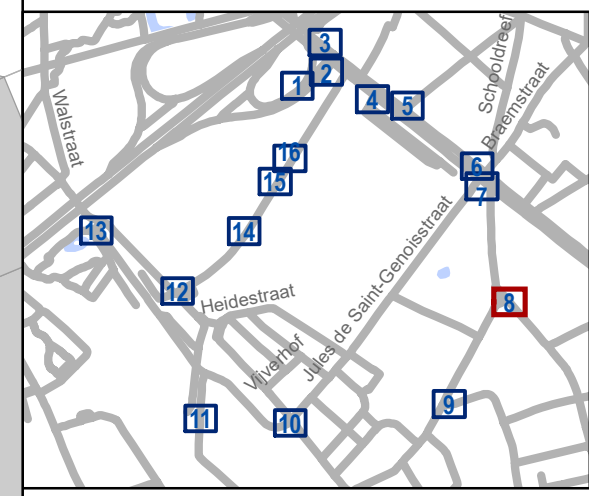 Schooldreef
3
2
1
4
5
Braemstraat
Walstraat
16
6
15
7
13
14
Jules de Saint-Genoisstraat
12
Heidestraat
8
Vijverhof
9
11
10